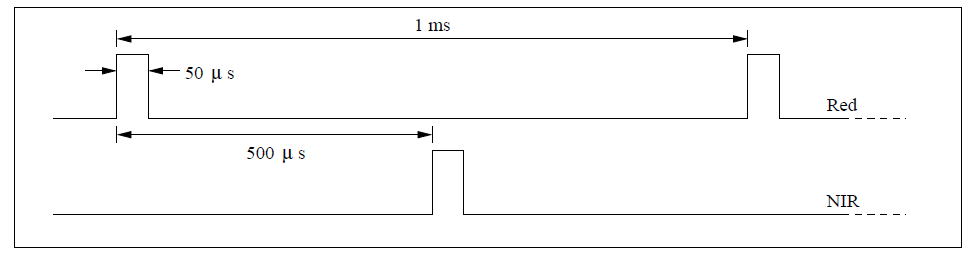 1 ms
50 μ s
Red
500 μ s
NIR